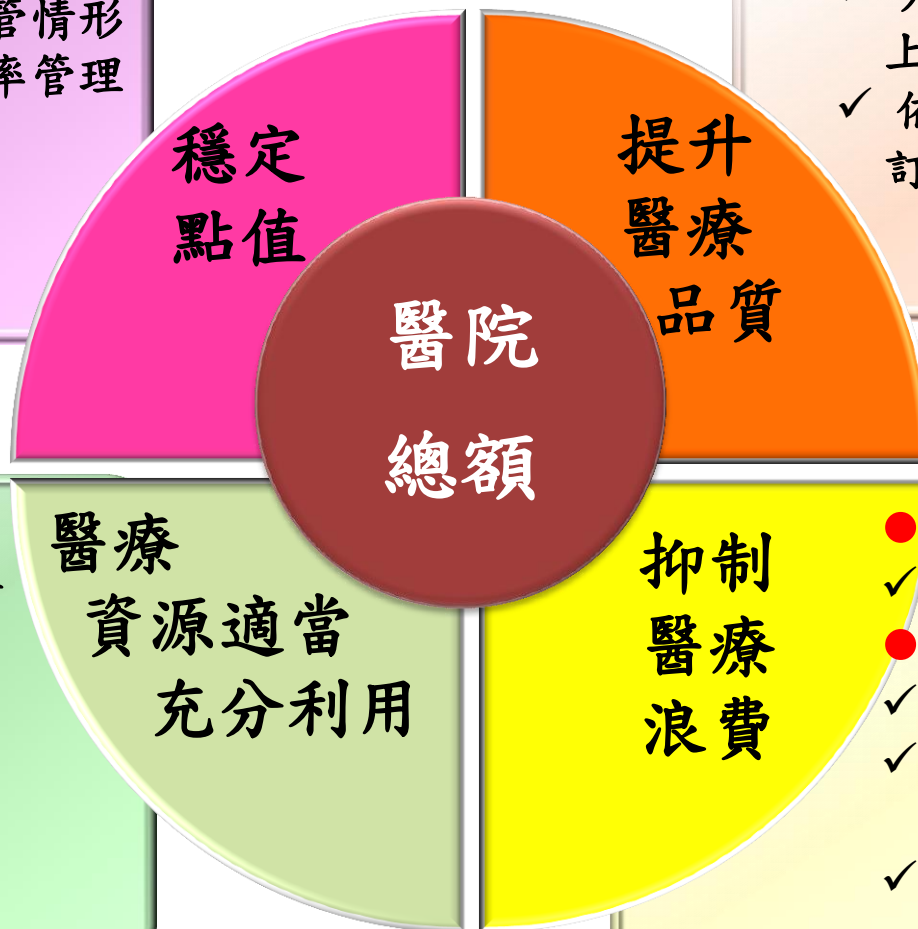 管情形
率管理
上
✓ 依
訂
穩定
點值
提升
醫療
品質
醫院
總額
醫療
資源適當
充分利用
抑制
醫療
浪費